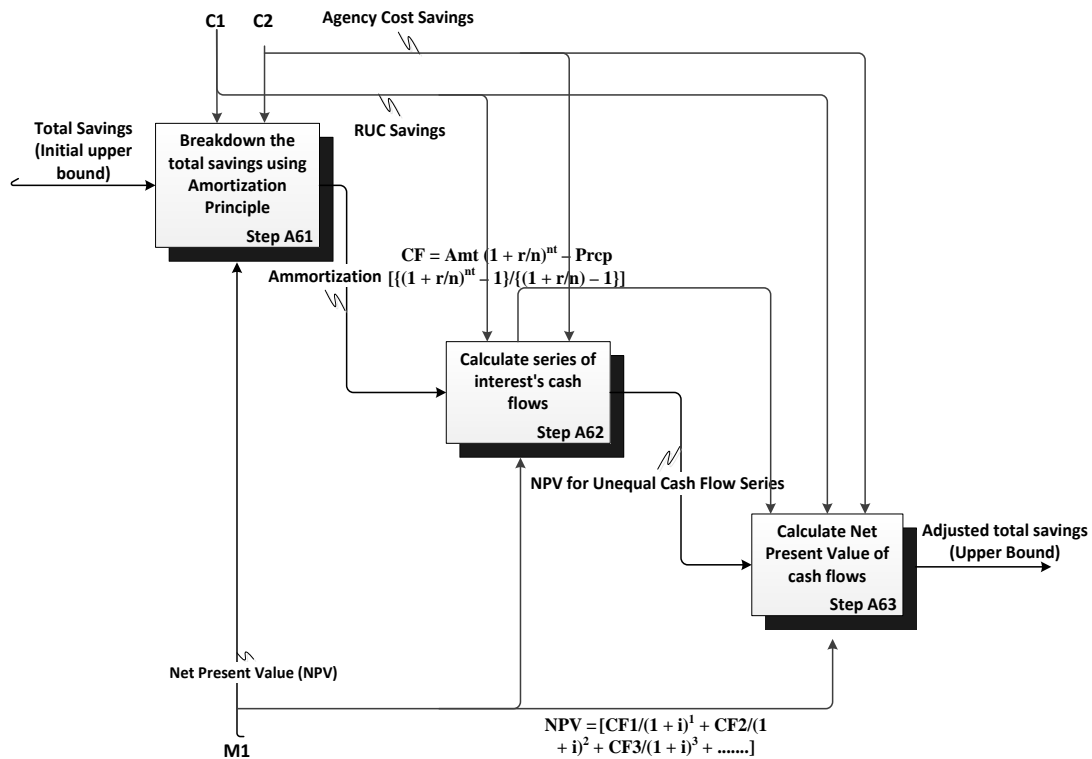 C1
C2
Agency Cost Savings
RUC Savings
Total Savings
(Initial upper
bound)
Breakdown the
total savings using
Amortization
Principle
Step A61
CF = Amt (1 + r/n)^nt – Prcp
[{(1 + r/n)^nt – 1}/{(1 + r/n) – 1}]
Ammortization
Calculate series of
interest's cash
flows
Step A62
NPV for Unequal Cash Flow Series
Calculate Net
Present Value of
cash flows
Step A63
Adjusted total savings
(Upper Bound)
Net Present Value (NPV)
M1
NPV = [CF1/(1 + i)^1 + CF2/(1
+ i)^2 + CF3/(1 + i)^3 + .......]